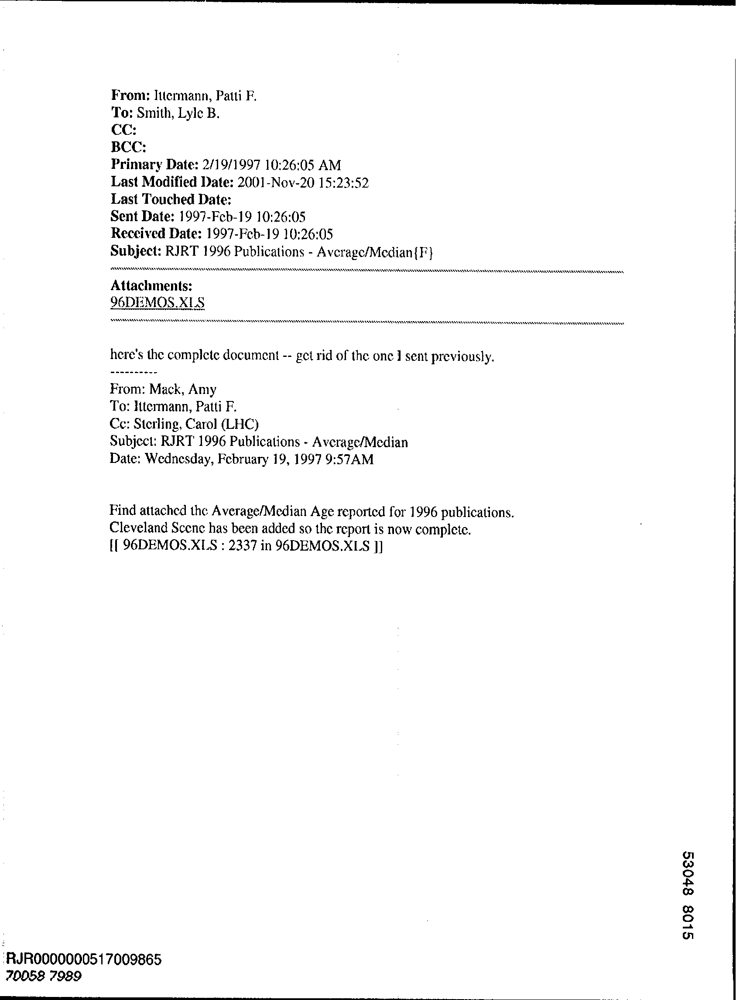 From: Ittermann, Patti F.
To: Smith, Lyle B.
CC:
BCC:
Primary Date: 2/19/1997 10:26:05 AM
Last Modified Date: 2001-Nov-20 15:23:52
Last Touched Date:
Sent Date: 1997-Feb-19 10:26:05
Received Date: 1997-Feb-19 10:26:05
Subject: RJRT 1996 Publications - Average/Median{F}
Attachments:
96DEMOS.XLS
here's the complete document -- get rid of the one I sent previously.
----------
From: Mack, Amy
To: Ittermann, Patti F.
Cc: Sterling, Carol (LHC)
Subject: RJRT 1996 Publications - Average/Median
Date: Wednesday, February 19, 1997 9:57AM
Find attached the Average/Median Age reported for 1996 publications.
Cleveland Scene has been added so the report is now complete.
[[ 96DEMOS.XLS : 2337 in 96DEMOS.XLS ]]
53048 8015
RJR0000000517009865
70058 7989